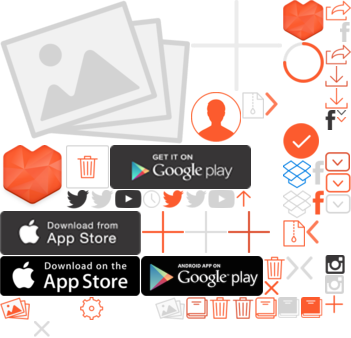 GET IT ON
Google play
Download from
App Store
Download on the
App Store
ANDROID APP ON
Google play